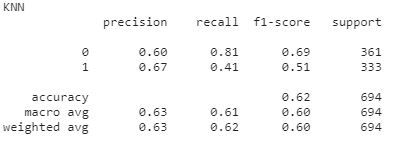 KNN
precision recall f1-score support
0 0.60 0.81 0.69 361
1 0.67 0.41 0.51 333
accuracy 0.62 694
macro avg 0.63 0.61 0.60 694
weighted avg 0.63 0.62 0.60 694